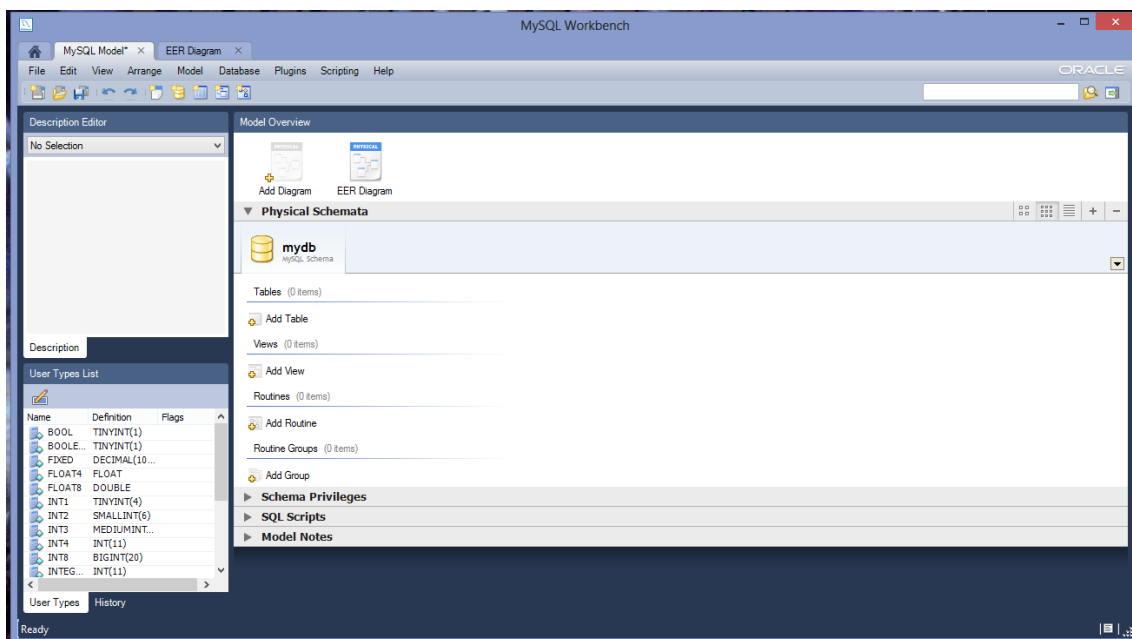 MySQL Workbench
MySQL Model* × EER Diagram ×
File Edit View Arrange Model Database Plugins Scripting Help
ORACLE
Description Editor
No Selection
Description
User Types List
Name Definition Flags
BOOL TINYINT(1)
BOOLE... TINYINT(1)
FIXED DECIMAL(10...
FLOAT4 FLOAT
FLOAT8 DOUBLE
INT1 TINYINT(4)
INT2 SMALLINT(6)
INT3 MEDIUMINT...
INT4 INT(11)
INT8 BIGINT(20)
INTEG... INT(11)
User Types History
Model Overview
PHYSICAL PHYSICAL
Add Diagram EER Diagram
Physical Schemata
mydb
MySQL Schema
Tables (0 items)
Add Table
Views (0 items)
Add View
Routines (0 items)
Add Routine
Routine Groups (0 items)
Add Group
Schema Privileges
SQL Scripts
Model Notes
Ready